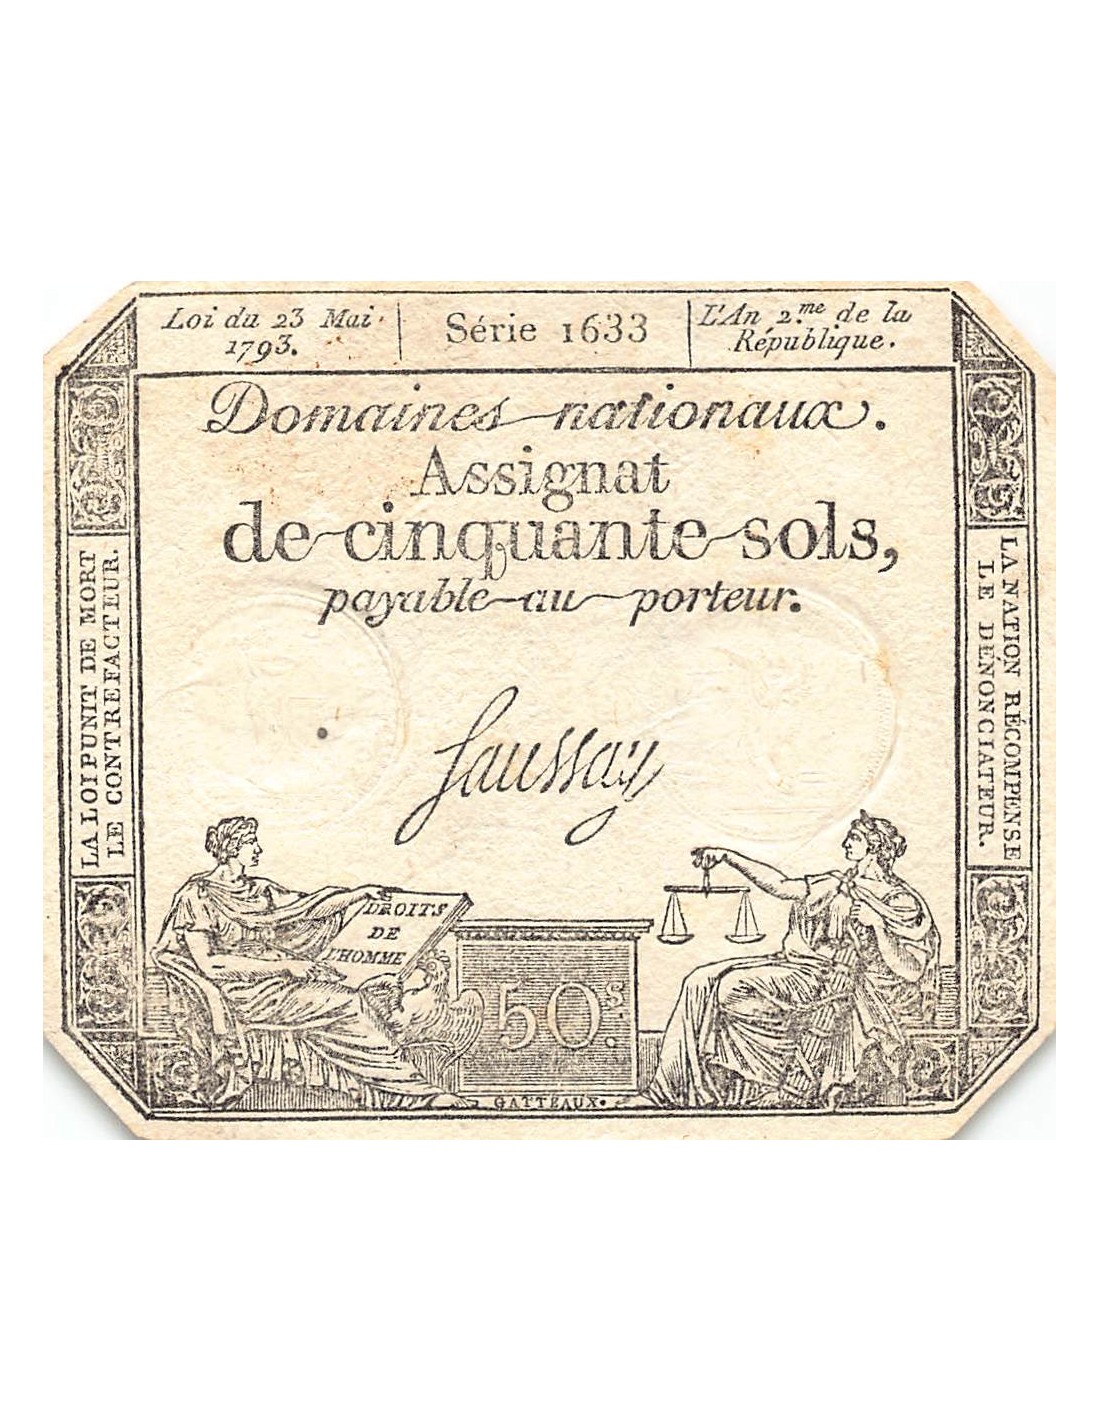 Loi du 23 Mai
1793.
Série 1633
L'An 2.me de la
République.
Domaines nationaux.
Assignat
de cinquante sols,
payable au porteur.
Saussay
LA LOI PUNIT DE MORT
LE CONTREFACTEUR.
LA NATION RÉCOMPENSE
LE DÉNONCIATEUR.
DROITS
DE
L'HOMME
50.s
GATTEAUX.